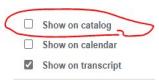 Show on catalog
Show on calendar
Show on transcript